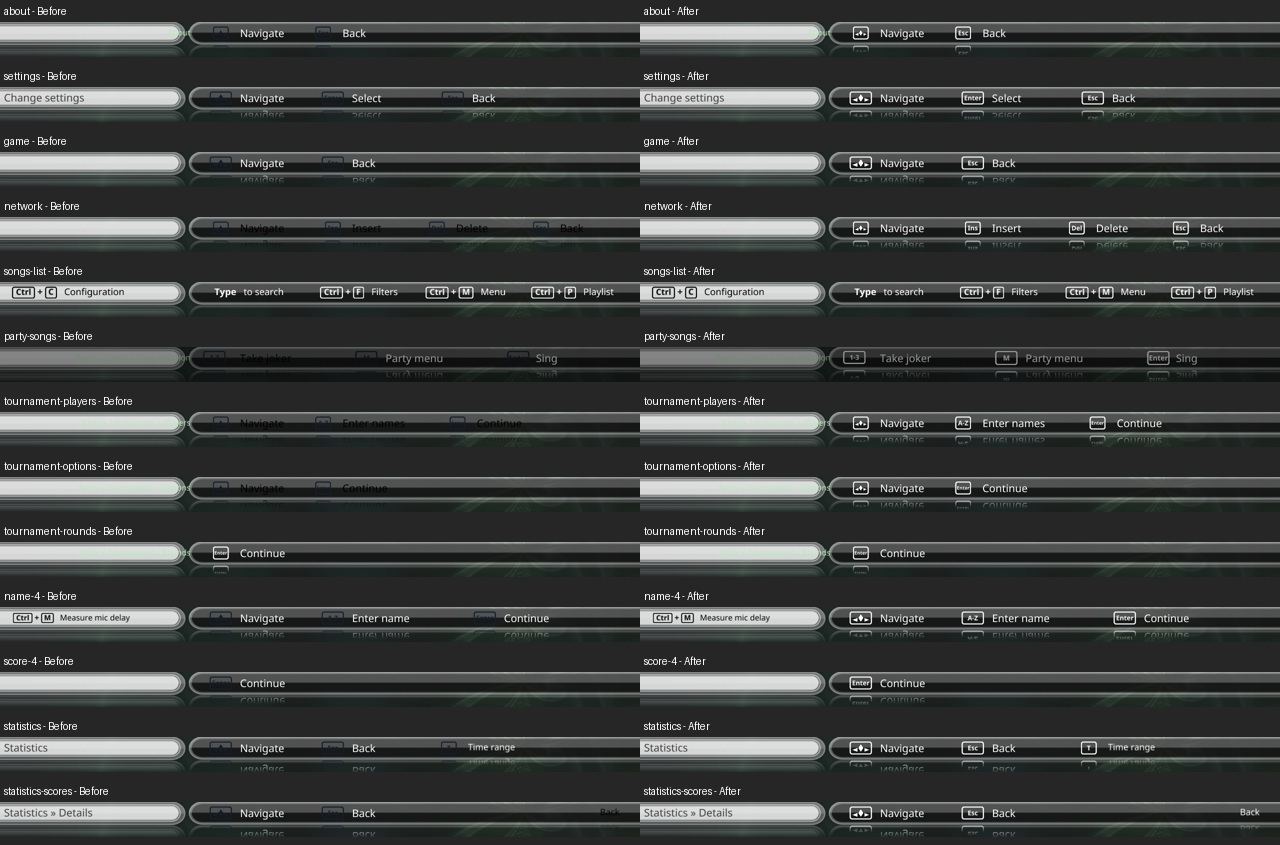 about - Before about - After
Navigate Back Navigate Esc Back
settings - Before settings - After
Change settings Navigate Select Back Change settings Navigate Enter Select Esc Back
game - Before game - After
Navigate Back Navigate Esc Back
network - Before network - After
Navigate Insert Delete Back Navigate Ins Insert Del Delete Esc Back
songs-list - Before songs-list - After
Ctrl + C Configuration Type to search Ctrl + F Filters Ctrl + M Menu Ctrl + P Playlist Ctrl + C Configuration Type to search Ctrl + F Filters Ctrl + M Menu Ctrl + P Playlist
party-songs - Before party-songs - After
Take joker Party menu Sing 1-3 Take joker M Party menu Enter Sing
tournament-players - Before tournament-players - After
Navigate Enter names Continue Navigate A-Z Enter names Enter Continue
tournament-options - Before tournament-options - After
Navigate Continue Navigate Enter Continue
tournament-rounds - Before tournament-rounds - After
Enter Continue Enter Continue
name-4 - Before name-4 - After
Ctrl + M Measure mic delay Navigate Enter name Continue Ctrl + M Measure mic delay Navigate A-Z Enter name Enter Continue
score-4 - Before score-4 - After
Continue Enter Continue
statistics - Before statistics - After
Statistics Navigate Back Time range Statistics Navigate Esc Back T Time range
statistics-scores - Before statistics-scores - After
Statistics » Details Navigate Back Back Statistics » Details Navigate Esc Back Back